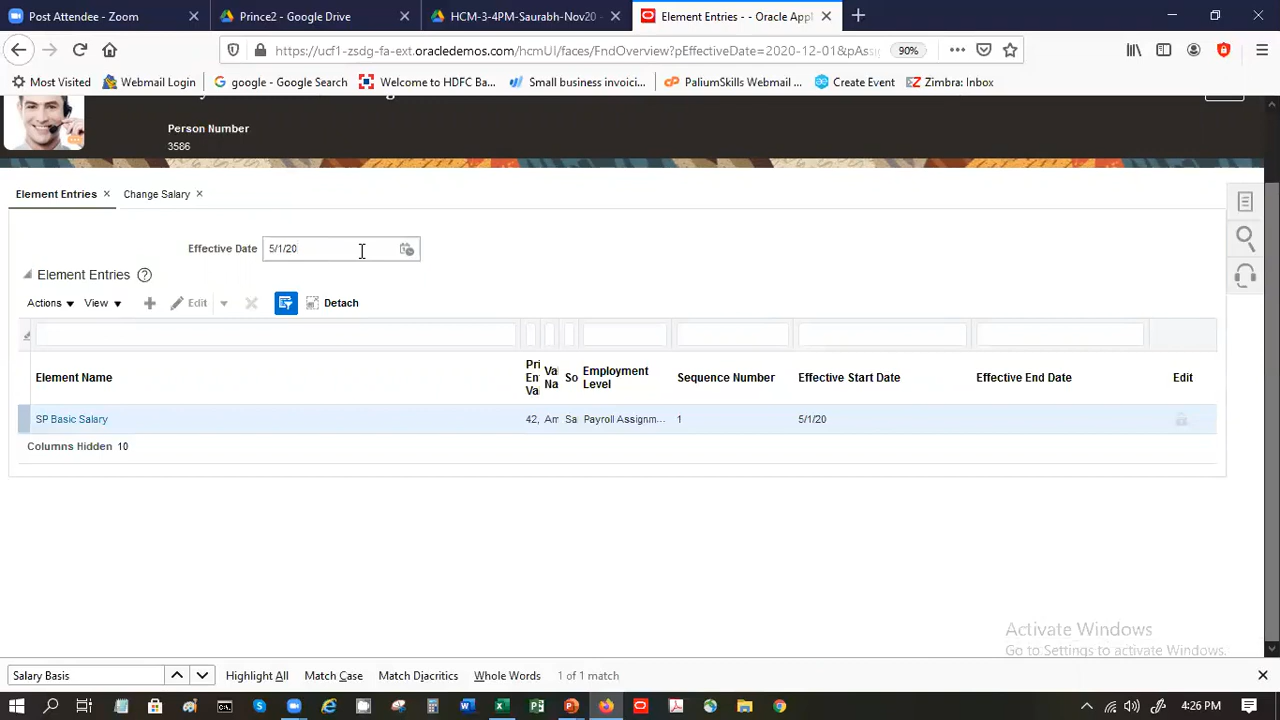 Post Attende - Zoom
Prince2 - Google Drive
HCM-3-4PM-Saurabh-Nov20 -
Element Entries - - Oracle Appl
https://ucf1-zsdg-fa-ext.oracledemos.com/hcmUI/faces/FndOverview?pEffectiveDate=2020-12-01&pAssig
90%
Most Visited
Webmail Login
google - Google Search
Welcome to HDFC Ba...
Small business invoici...
PaliumSkills Webmail ...
Create Event
Zimbra: Inbox
Person Number
3586
Element Entries
Change Salary
Effective Date 5/1/20
Element Entries
Actions View Edit Detach
Element Name
Employment Level
Sequence Number
Effective Start Date
Effective End Date
Edit
SP Basic Salary 42, Am Sa Payroll Assignm... 1 5/1/20
Columns Hidden 10
Activate Windows
Go to Settings to activate Windows.
Salary Basis
Highlight All
Match Case
Match Diacritics
Whole Words
1 of 1 match
4:26 PM